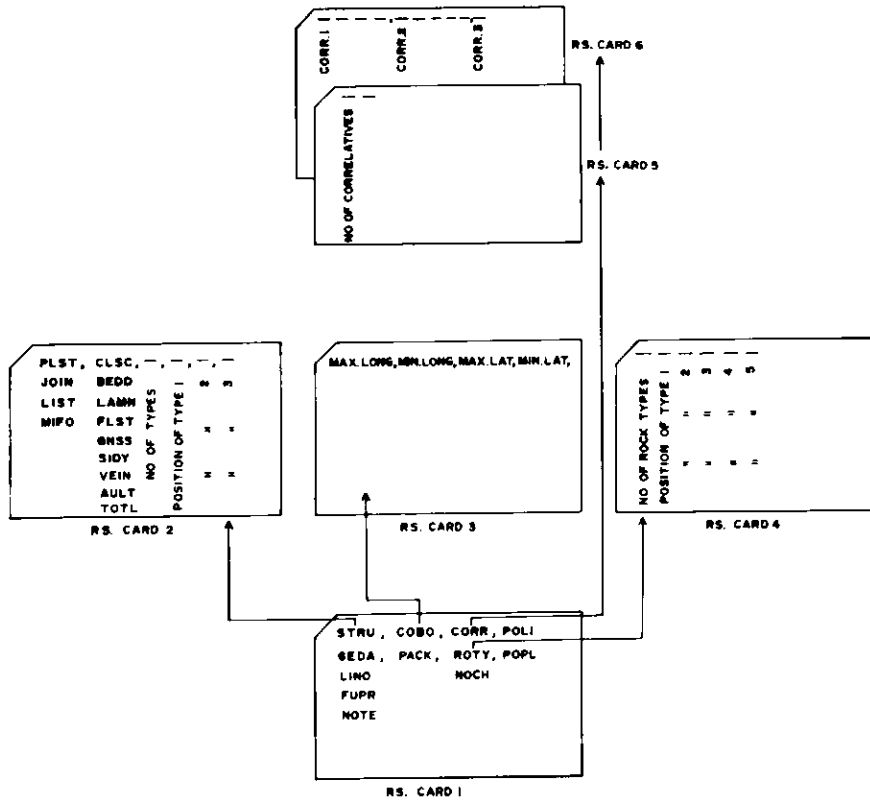 CORR.1 _ _ _ _, CORR.2 _ _ _ _, CORR.3 _ _ _ _
RS. CARD 6
NO OF CORRELATIVES _ _
RS. CARD 5
PLST, CLSC, —, —, —, —
JOIN BEDD
LIST LAMN
MIFO FLST
GNSS
SIDY
VEIN
AULT
TOTL
NO OF TYPES
POSITION OF TYPE 1
" " 2
" " 3
RS. CARD 2
MAX.LONG, MIN.LONG, MAX.LAT, MIN.LAT,
RS. CARD 3
NO OF ROCK TYPES
POSITION OF TYPE 1
" " 2
" " 3
" " 4
" " 5
RS. CARD 4
STRU, COBO, CORR, POLI
GEDA, PACK, ROTY, POPL
LINO NOCH
FUPR
NOTE
RS. CARD 1